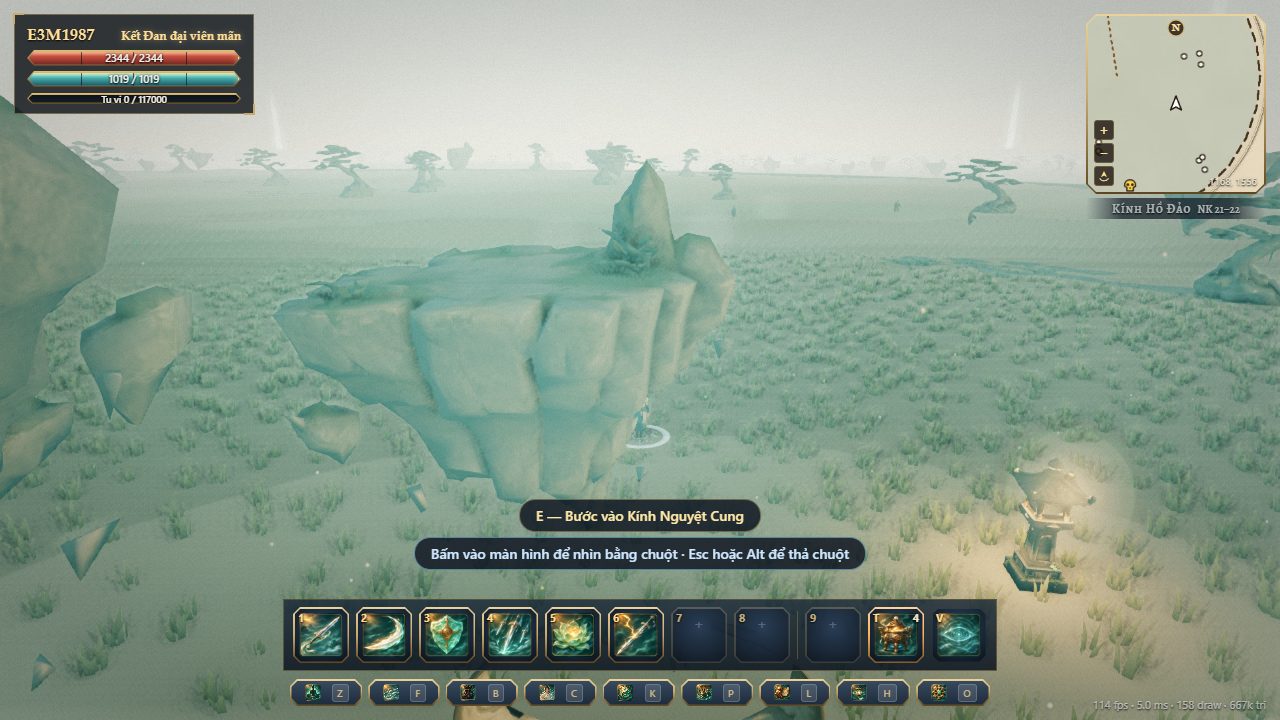 E3M1987 Kết Đan đại viên mãn
2344 / 2344
1019 / 1019
Tu vi 0 / 117000
N
+
−
Kính Hồ Đảo NK 21–22
E — Bước vào Kính Nguyệt Cung
Bấm vào màn hình để nhìn bằng chuột · Esc hoặc Alt để thả chuột
1 2 3 4 5 6 7 + 8 + 9 + T 4 V
Z F B C K P L H O
114 fps · 5.0 ms · 158 draw · 667k tri